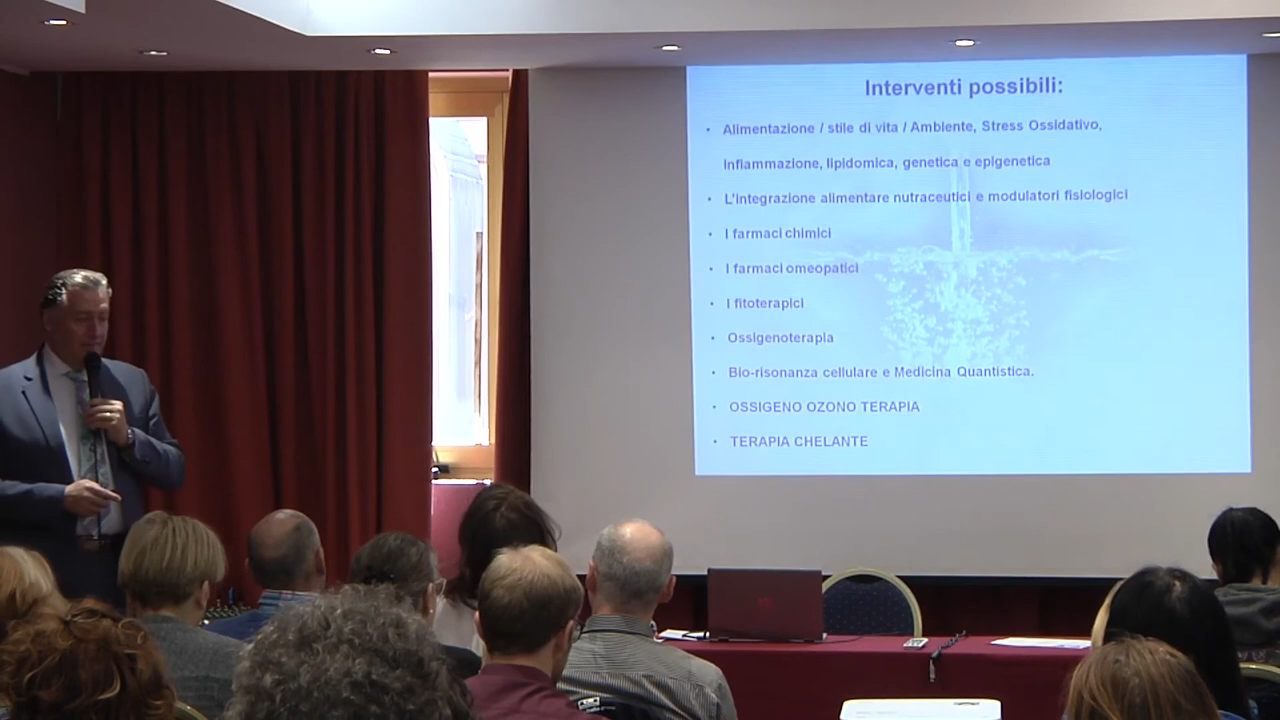 Interventi possibili:
• Alimentazione / stile di vita / Ambiente, Stress Ossidativo,
infiammazione, lipidomica, genetica e epigenetica
• L'integrazione alimentare nutraceutici e modulatori fisiologici
• I farmaci chimici
• I farmaci omeopatici
• I fitoterapici
• Ossigenoterapia
• Bio-risonanza cellulare e Medicina Quantistica.
• OSSIGENO OZONO TERAPIA
• TERAPIA CHELANTE